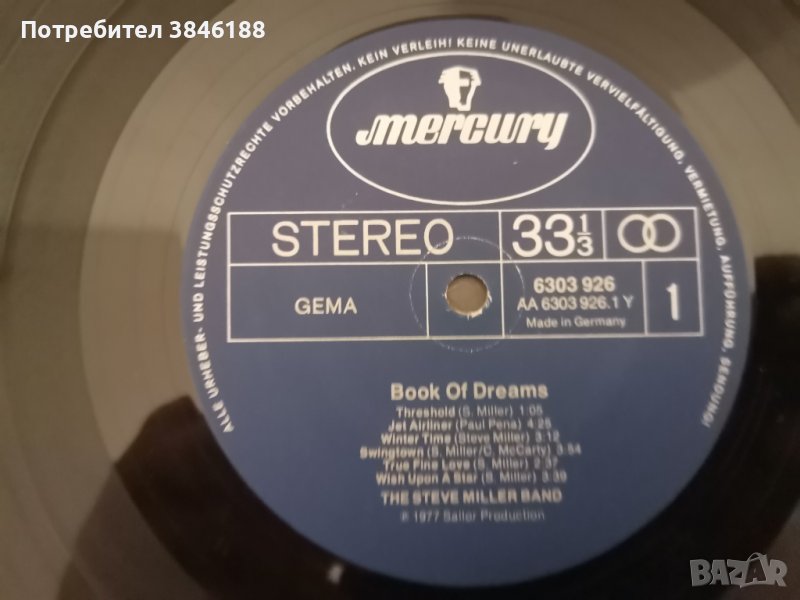 Потребител 3846188
ALLE URHEBER- UND LEISTUNGSSCHUTZRECHTE VORBEHALTEN. KEIN VERLEIH! KEINE UNERLAUBTE VERVIELFÄLTIGUNG, VERMIETUNG, AUFFÜHRUNG, SENDUNG!
mercury
STEREO
33 1/3
GEMA
6303 926
AA 6303 926.1 Y
Made in Germany
1
Book Of Dreams
Threshold (S. Miller) 1:05
Jet Airliner (Paul Pena) 4:25
Winter Time (Steve Miller) 3:12
Swingtown (S. Miller/C. McCarty) 3:54
True Fine Love (S. Miller) 2:37
Wish Upon A Star (S. Miller) 3:39
THE STEVE MILLER BAND
℗ 1977 Sailor Production
BAZAR